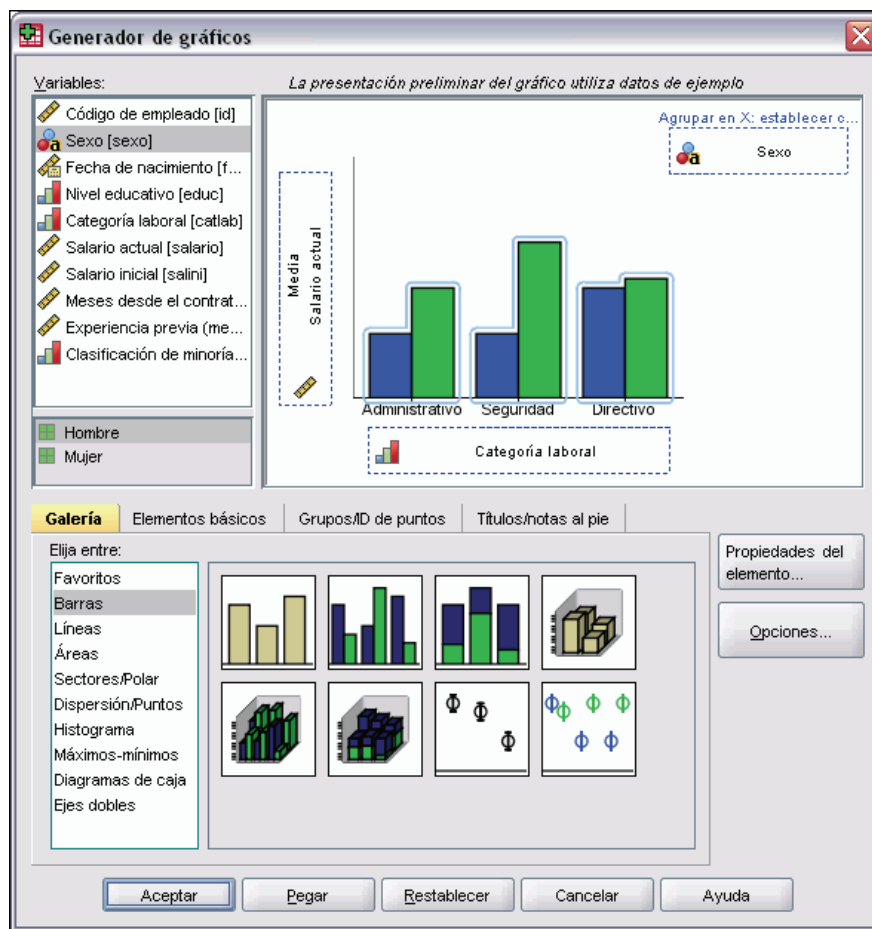 Generador de gráficos
Variables:
La presentación preliminar del gráfico utiliza datos de ejemplo
Código de empleado [id]
Sexo [sexo]
Fecha de nacimiento [f...
Nivel educativo [educ]
Categoría laboral [catlab]
Salario actual [salario]
Salario inicial [salini]
Meses desde el contrat...
Experiencia previa (me...
Clasificación de minoría...
Hombre
Mujer
Agrupar en X: establecer c...
Sexo
Media
Salario actual
Administrativo Seguridad Directivo
Categoría laboral
Galería Elementos básicos Grupos/ID de puntos Títulos/notas al pie
Elija entre:
Favoritos
Barras
Líneas
Áreas
Sectores/Polar
Dispersión/Puntos
Histograma
Máximos-mínimos
Diagramas de caja
Ejes dobles
Propiedades del
elemento...
Opciones...
Aceptar Pegar Restablecer Cancelar Ayuda